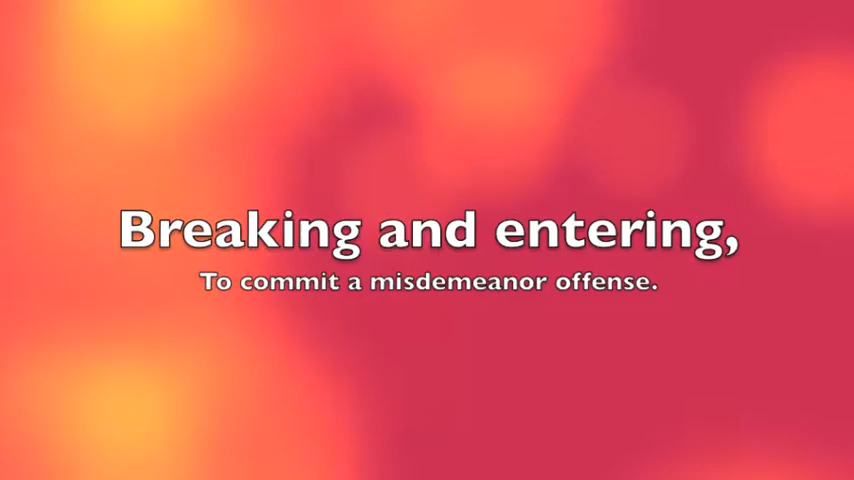 Breaking and entering,
To commit a misdemeanor offense.